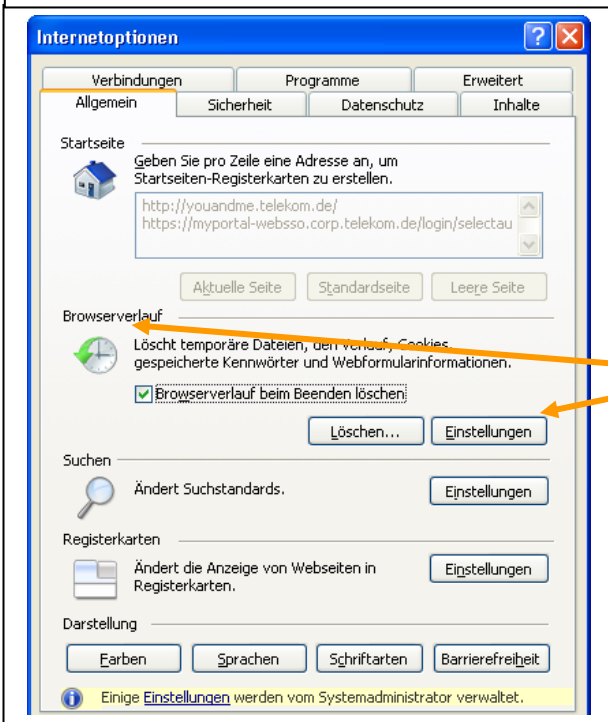 Internetoptionen
Verbindungen Programme Erweitert
Allgemein Sicherheit Datenschutz Inhalte
Startseite
Geben Sie pro Zeile eine Adresse an, um
Startseiten-Registerkarten zu erstellen.
http://youandme.telekom.de/
https://myportal-websso.corp.telekom.de/login/selectau
Aktuelle Seite Standardseite Leere Seite
Browserverlauf
Löscht temporäre Dateien, den Verlauf, Cookies,
gespeicherte Kennwörter und Webformularinformationen.
Browserverlauf beim Beenden löschen
Löschen... Einstellungen
Suchen
Ändert Suchstandards.
Einstellungen
Registerkarten
Ändert die Anzeige von Webseiten in
Registerkarten.
Einstellungen
Darstellung
Farben Sprachen Schriftarten Barrierefreiheit
Einige Einstellungen werden vom Systemadministrator verwaltet.